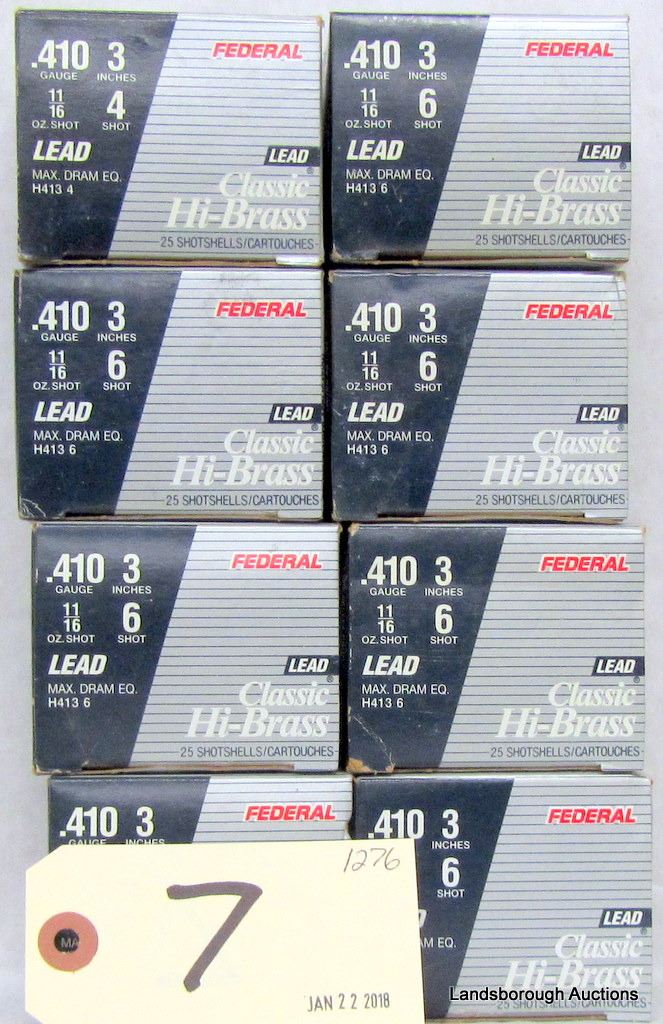 .410 3 FEDERAL
GAUGE INCHES
11/16 4
OZ. SHOT SHOT
LEAD
LEAD
MAX. DRAM EQ.
H413 4
Classic®
Hi-Brass
25 SHOTSHELLS/CARTOUCHES
.410 3 FEDERAL
GAUGE INCHES
11/16 6
OZ. SHOT SHOT
LEAD
LEAD
MAX. DRAM EQ.
H413 6
Classic®
Hi-Brass
25 SHOTSHELLS/CARTOUCHES
.410 3 FEDERAL
GAUGE INCHES
11/16 6
OZ. SHOT SHOT
LEAD
LEAD
MAX. DRAM EQ.
H413 6
Classic®
Hi-Brass
25 SHOTSHELLS/CARTOUCHES
.410 3 FEDERAL
GAUGE INCHES
11/16 6
OZ. SHOT SHOT
LEAD
LEAD
MAX. DRAM EQ.
H413 6
Classic®
Hi-Brass
25 SHOTSHELLS/CARTOUCHES
.410 3 FEDERAL
GAUGE INCHES
11/16 6
OZ. SHOT SHOT
LEAD
LEAD
MAX. DRAM EQ.
H413 6
Classic®
Hi-Brass
25 SHOTSHELLS/CARTOUCHES
.410 3 FEDERAL
GAUGE INCHES
11/16 6
OZ. SHOT SHOT
LEAD
LEAD
MAX. DRAM EQ.
H413 6
Classic®
Hi-Brass
25 SHOTSHELLS/CARTOUCHES
.410 3 FEDERAL
GAUGE INCHES
.410 3 FEDERAL
INCHES
6
SHOT
LEAD
EQ.
Classic
Hi-Brass
25 SHOTSHELLS/CARTOUCHES
1276
7
MA
JAN 22 2018
Landsborough Auctions